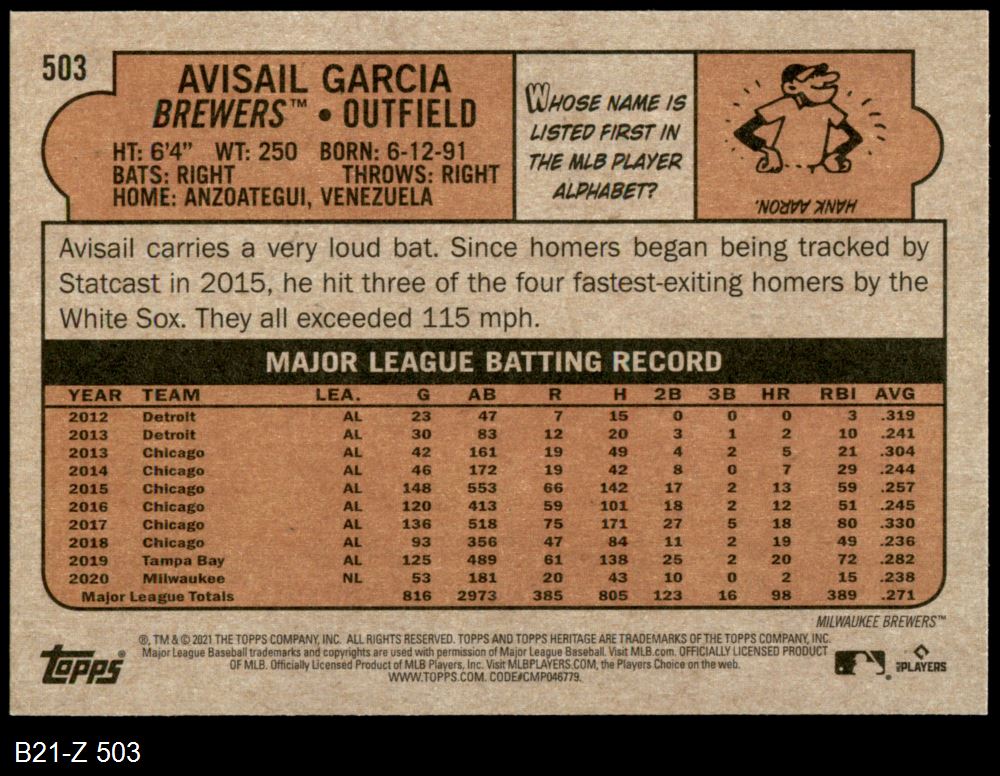 503
AVISAIL GARCIA
BREWERS™ • OUTFIELD
HT: 6'4" WT: 250 BORN: 6-12-91
BATS: RIGHT THROWS: RIGHT
HOME: ANZOATEGUI, VENEZUELA
WHOSE NAME IS
LISTED FIRST IN
THE MLB PLAYER
ALPHABET?
HANK AARON.
Avisail carries a very loud bat. Since homers began being tracked by
Statcast in 2015, he hit three of the four fastest-exiting homers by the
White Sox. They all exceeded 115 mph.
MAJOR LEAGUE BATTING RECORD
YEAR TEAM LEA. G AB R H 2B 3B HR RBI AVG
2012 Detroit AL 23 47 7 15 0 0 0 3 .319
2013 Detroit AL 30 83 12 20 3 1 2 10 .241
2013 Chicago AL 42 161 19 49 4 2 5 21 .304
2014 Chicago AL 46 172 19 42 8 0 7 29 .244
2015 Chicago AL 148 553 66 142 17 2 13 59 .257
2016 Chicago AL 120 413 59 101 18 2 12 51 .245
2017 Chicago AL 136 518 75 171 27 5 18 80 .330
2018 Chicago AL 93 356 47 84 11 2 19 49 .236
2019 Tampa Bay AL 125 489 61 138 25 2 20 72 .282
2020 Milwaukee NL 53 181 20 43 10 0 2 15 .238
Major League Totals 816 2973 385 805 123 16 98 389 .271
MILWAUKEE BREWERS™
®, TM & © 2021 THE TOPPS COMPANY, INC. ALL RIGHTS RESERVED. TOPPS AND TOPPS HERITAGE ARE TRADEMARKS OF THE TOPPS COMPANY, INC.
Major League Baseball trademarks and copyrights are used with permission of Major League Baseball. Visit MLB.com. OFFICIALLY LICENSED PRODUCT
OF MLB. Officially Licensed Product of MLB Players, Inc. Visit MLBPLAYERS.COM, the Players Choice on the web.
WWW.TOPPS.COM. CODE#CMP046779.
Topps®
MLB PLAYERS
B21-Z 503